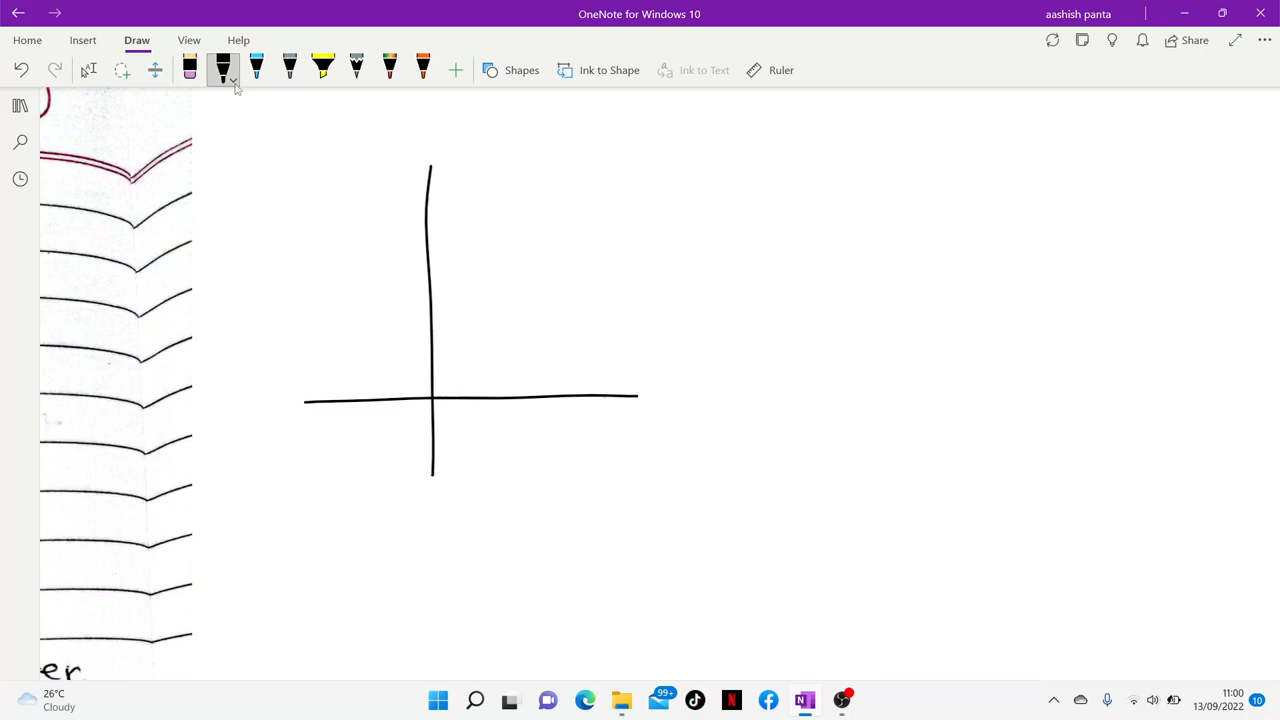 OneNote for Windows 10
aashish panta
Home
Insert
Draw
View
Help
Share
Shapes
Ink to Shape
Ink to Text
Ruler
er
26°C
Cloudy
99+
N
N
11:00
13/09/2022
10